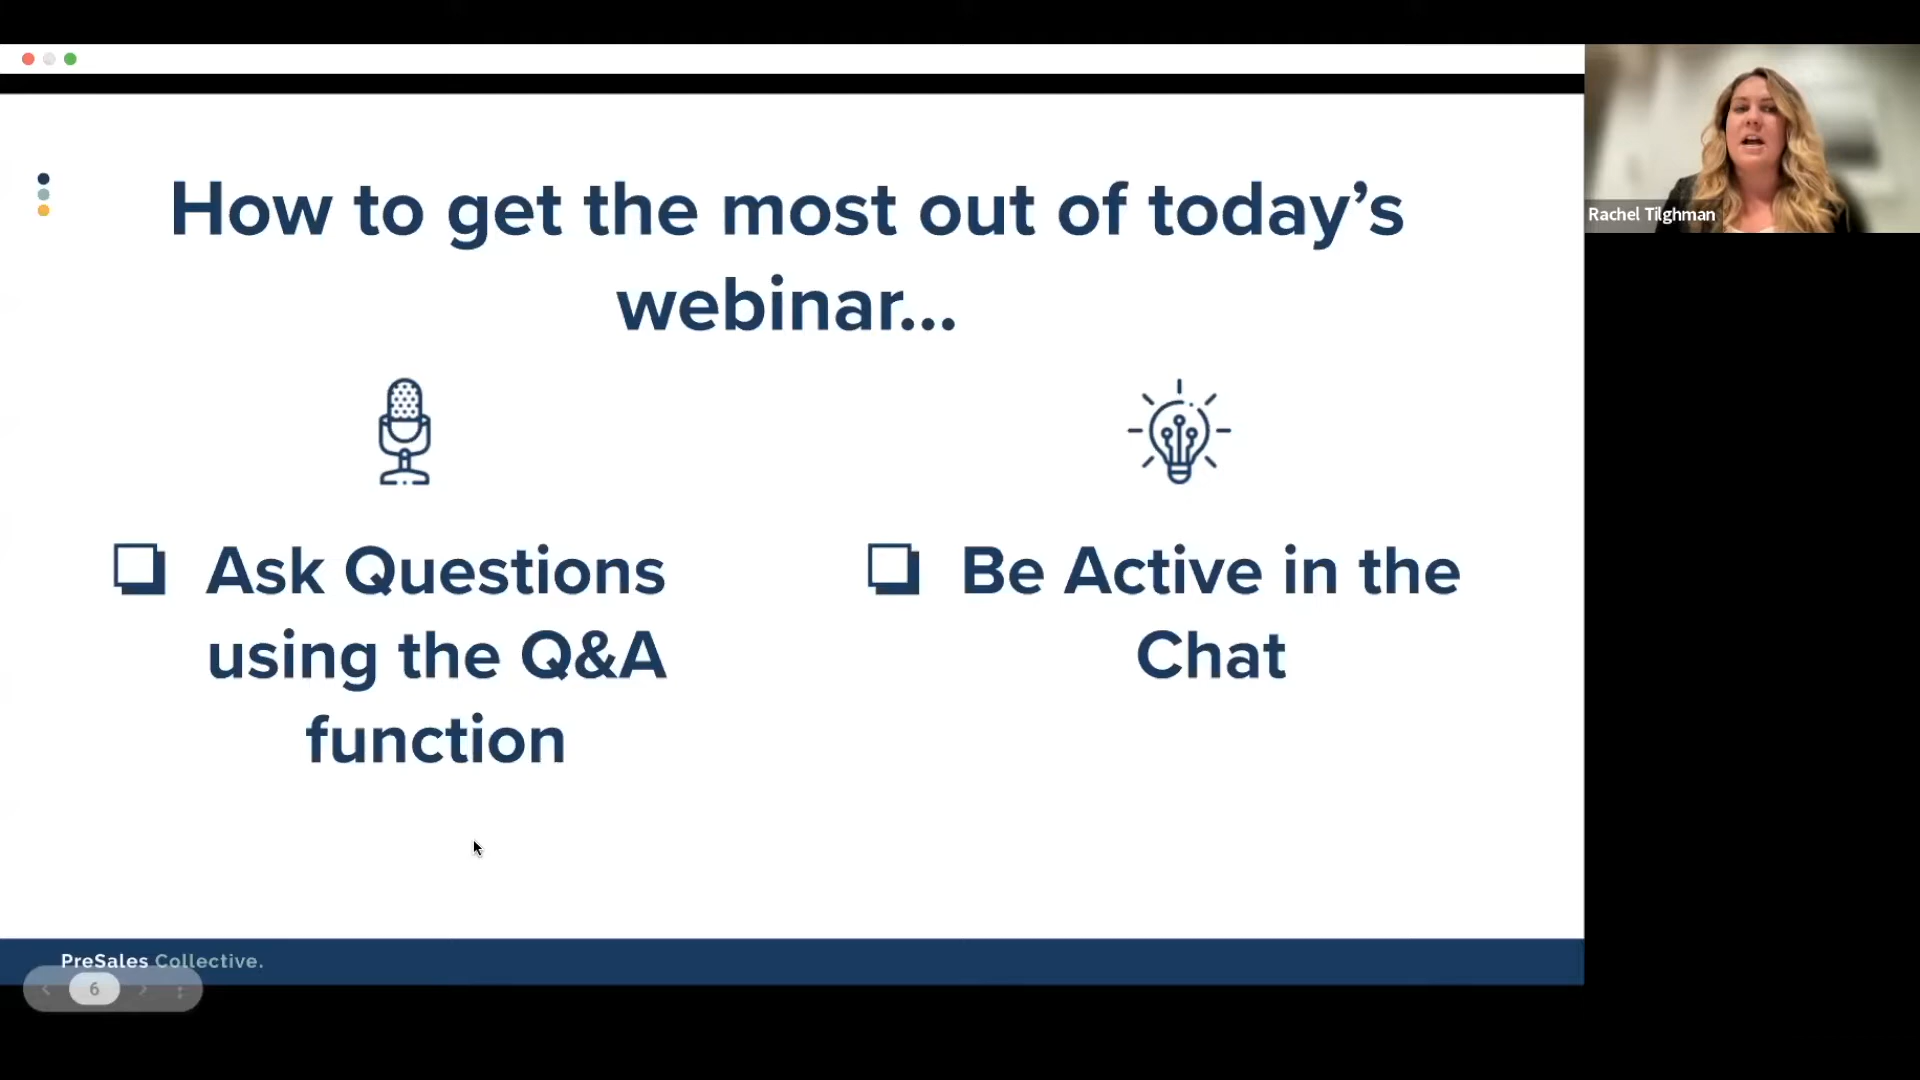 How to get the most out of today’s
webinar...
Ask Questions
using the Q&A
function
Be Active in the
Chat
PreSales Collective.
6
Rachel Tilghman